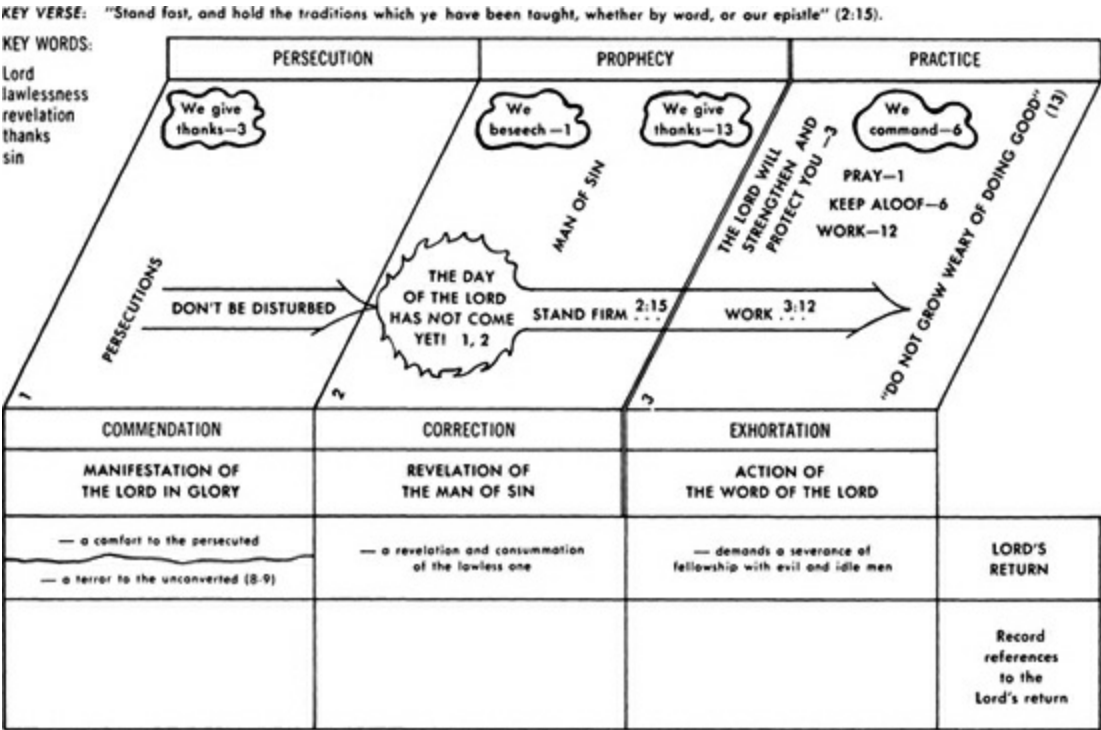 KEY VERSE: "Stand fast, and hold the traditions which ye have been taught, whether by word, or our epistle" (2:15).
KEY WORDS:
Lord
lawlessness
revelation
thanks
sin
PERSECUTION
PROPHECY
PRACTICE
We give
thanks—3
We
beseech—1
We give
thanks—13
We
command—6
PERSECUTIONS
DON'T BE DISTURBED
THE DAY
OF THE LORD
HAS NOT COME
YET! 1, 2
MAN OF SIN
STAND FIRM 2:15 ...
THE LORD WILL
STRENGTHEN AND
PROTECT YOU—3
PRAY—1
KEEP ALOOF—6
WORK—12
WORK 3:12 ...
"DO NOT GROW WEARY OF DOING GOOD"
(13)
1
2
3
COMMENDATION
CORRECTION
EXHORTATION
MANIFESTATION OF
THE LORD IN GLORY
REVELATION OF
THE MAN OF SIN
ACTION OF
THE WORD OF THE LORD
— a comfort to the persecuted
— a terror to the unconverted (8-9)
— a revelation and consummation
of the lawless one
— demands a severance of
fellowship with evil and idle men
LORD'S
RETURN
Record
references
to the
Lord's return